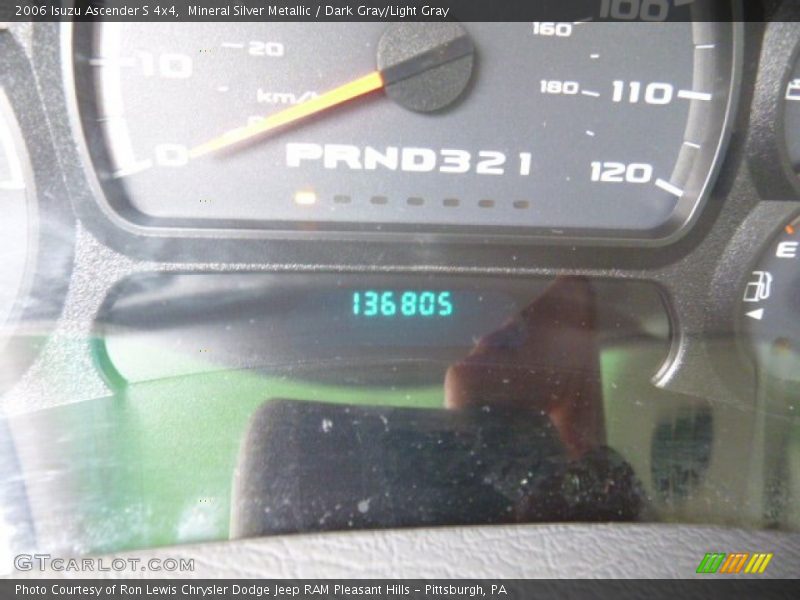 2006 Isuzu Ascender S 4x4,  Mineral Silver Metallic / Dark Gray/Light Gray
100
160
20
10
180
110
km/
0
0
PRND321
120
E
136805
GTCARLOT.COM
Photo Courtesy of Ron Lewis Chrysler Dodge Jeep RAM Pleasant Hills - Pittsburgh, PA